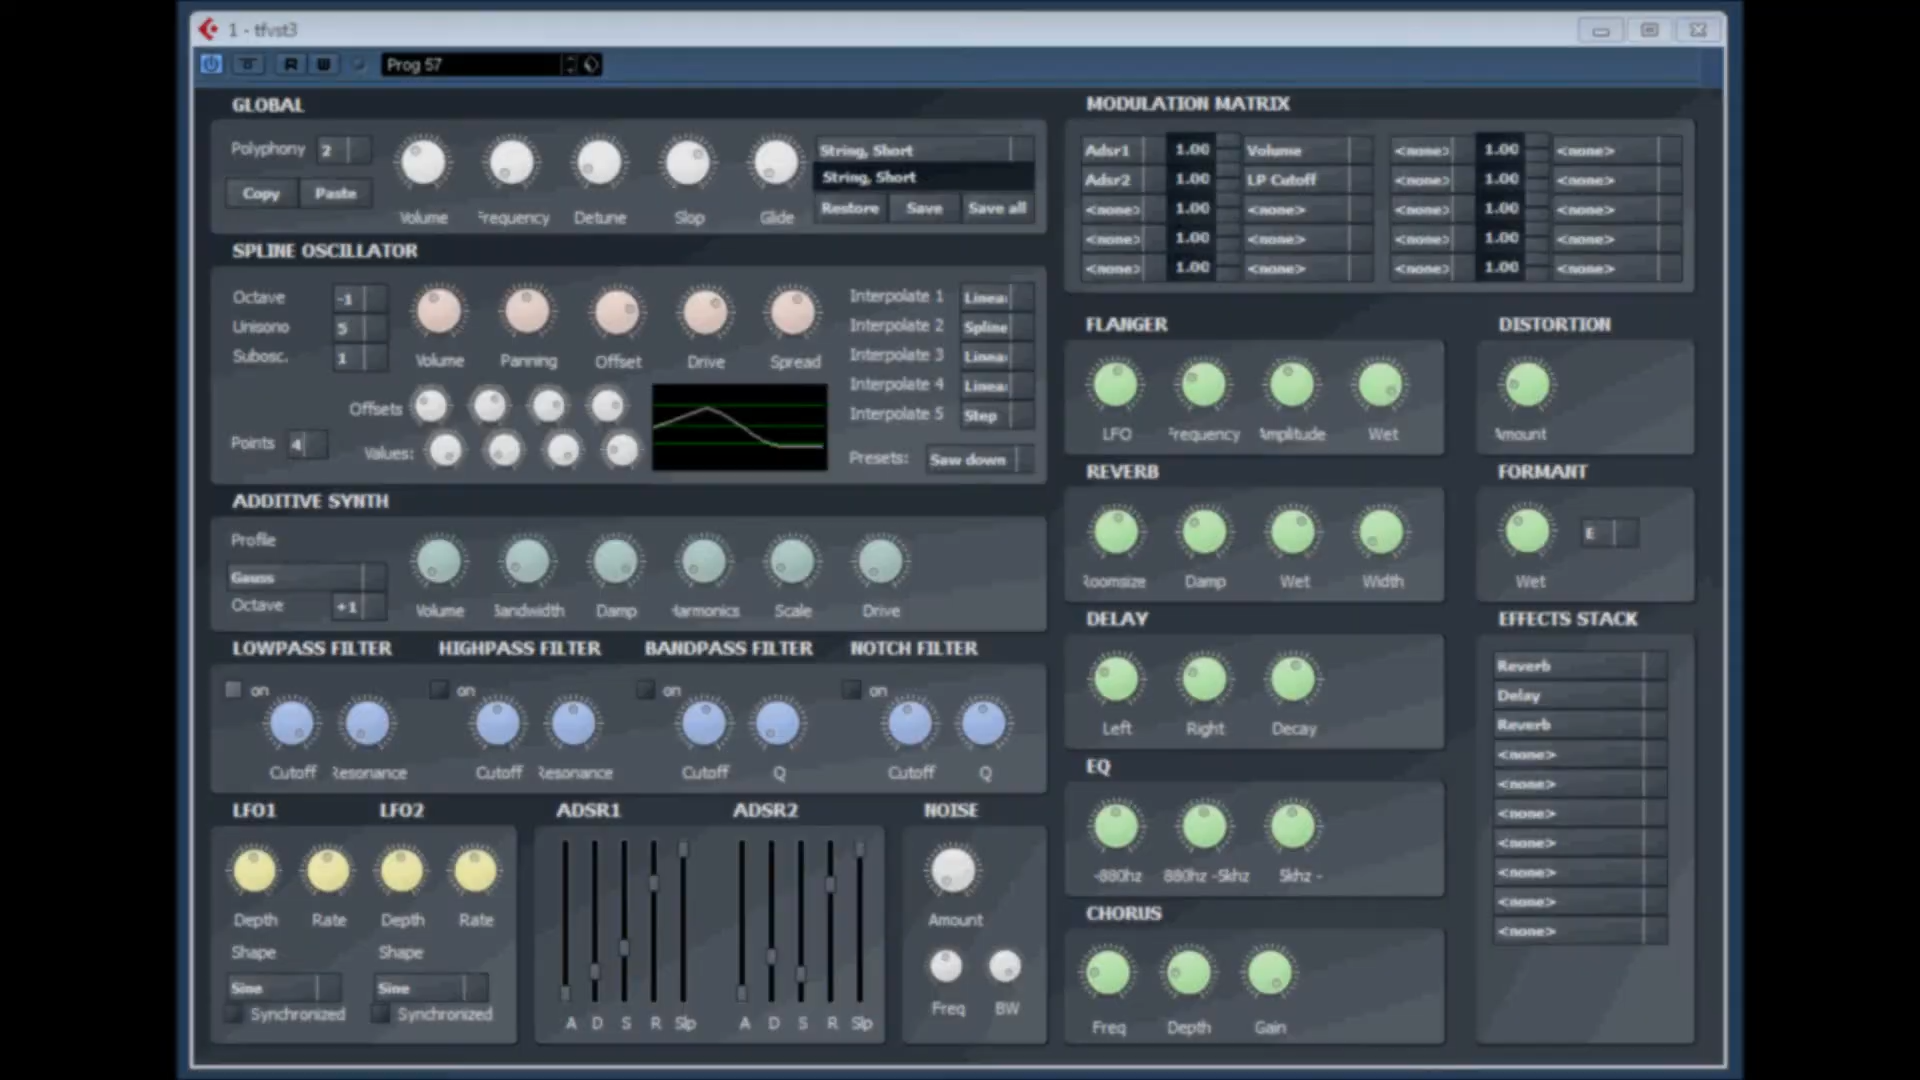 1 - tfvst3
R W
Prog 57
GLOBAL
Polyphony 2
Copy Paste
Volume Frequency Detune Slop Glide
String, Short
String, Short
Restore Save Save all
SPLINE OSCILLATOR
Octave -1
Unisono 5
Subosc. 1
Volume Panning Offset Drive Spread
Interpolate 1 Linea
Interpolate 2 Spline
Interpolate 3 Linea
Interpolate 4 Linea
Interpolate 5 Step
Offsets
Points 4 Values:
Presets: Saw down
ADDITIVE SYNTH
Profile
Gauss
Octave +1
Volume Bandwidth Damp Harmonics Scale Drive
LOWPASS FILTER HIGHPASS FILTER BANDPASS FILTER NOTCH FILTER
on on on on
Cutoff Resonance Cutoff Resonance Cutoff Q Cutoff Q
LFO1 LFO2 ADSR1 ADSR2 NOISE
Depth Rate Depth Rate Amount
Shape Shape
Sine Sine
Synchronized Synchronized
A D S R Slp A D S R Slp
Freq BW
MODULATION MATRIX
Adsr1 1.00 Volume <none> 1.00 <none>
Adsr2 1.00 LP Cutoff <none> 1.00 <none>
<none> 1.00 <none> <none> 1.00 <none>
<none> 1.00 <none> <none> 1.00 <none>
<none> 1.00 <none> <none> 1.00 <none>
FLANGER DISTORTION
LFO Frequency Amplitude Wet Amount
REVERB FORMANT
E
Roomsize Damp Wet Width Wet
DELAY
Left Right Decay
EQ
-880hz 880hz -5khz 5khz -
CHORUS
Freq Depth Gain
EFFECTS STACK
Reverb
Delay
Reverb
<none>
<none>
<none>
<none>
<none>
<none>
<none>